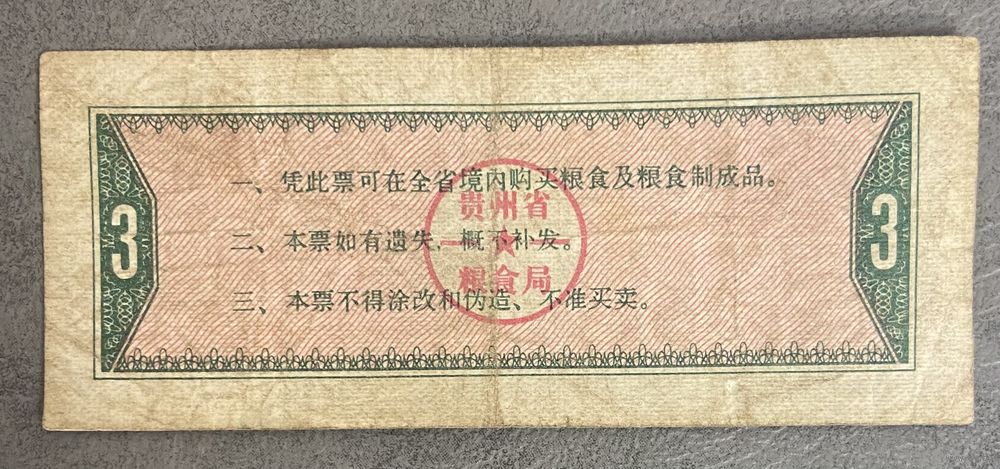 一、凭此票可在全省境内购买粮食及粮食制成品。
贵州省
3
3
二、本票如有遗失，概不补发。
粮食局
三、本票不得涂改和伪造、不准买卖。